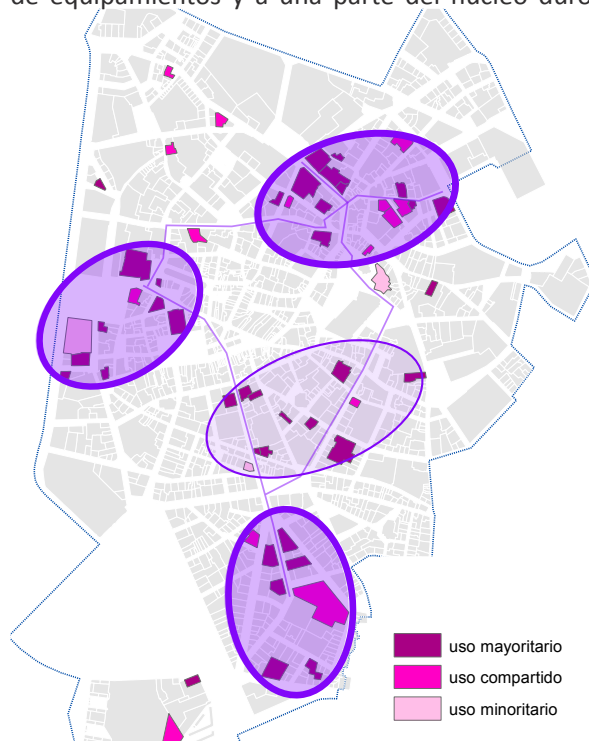 de equipamientos y a una parte del núcleo duro
uso mayoritario
uso compartido
uso minoritario